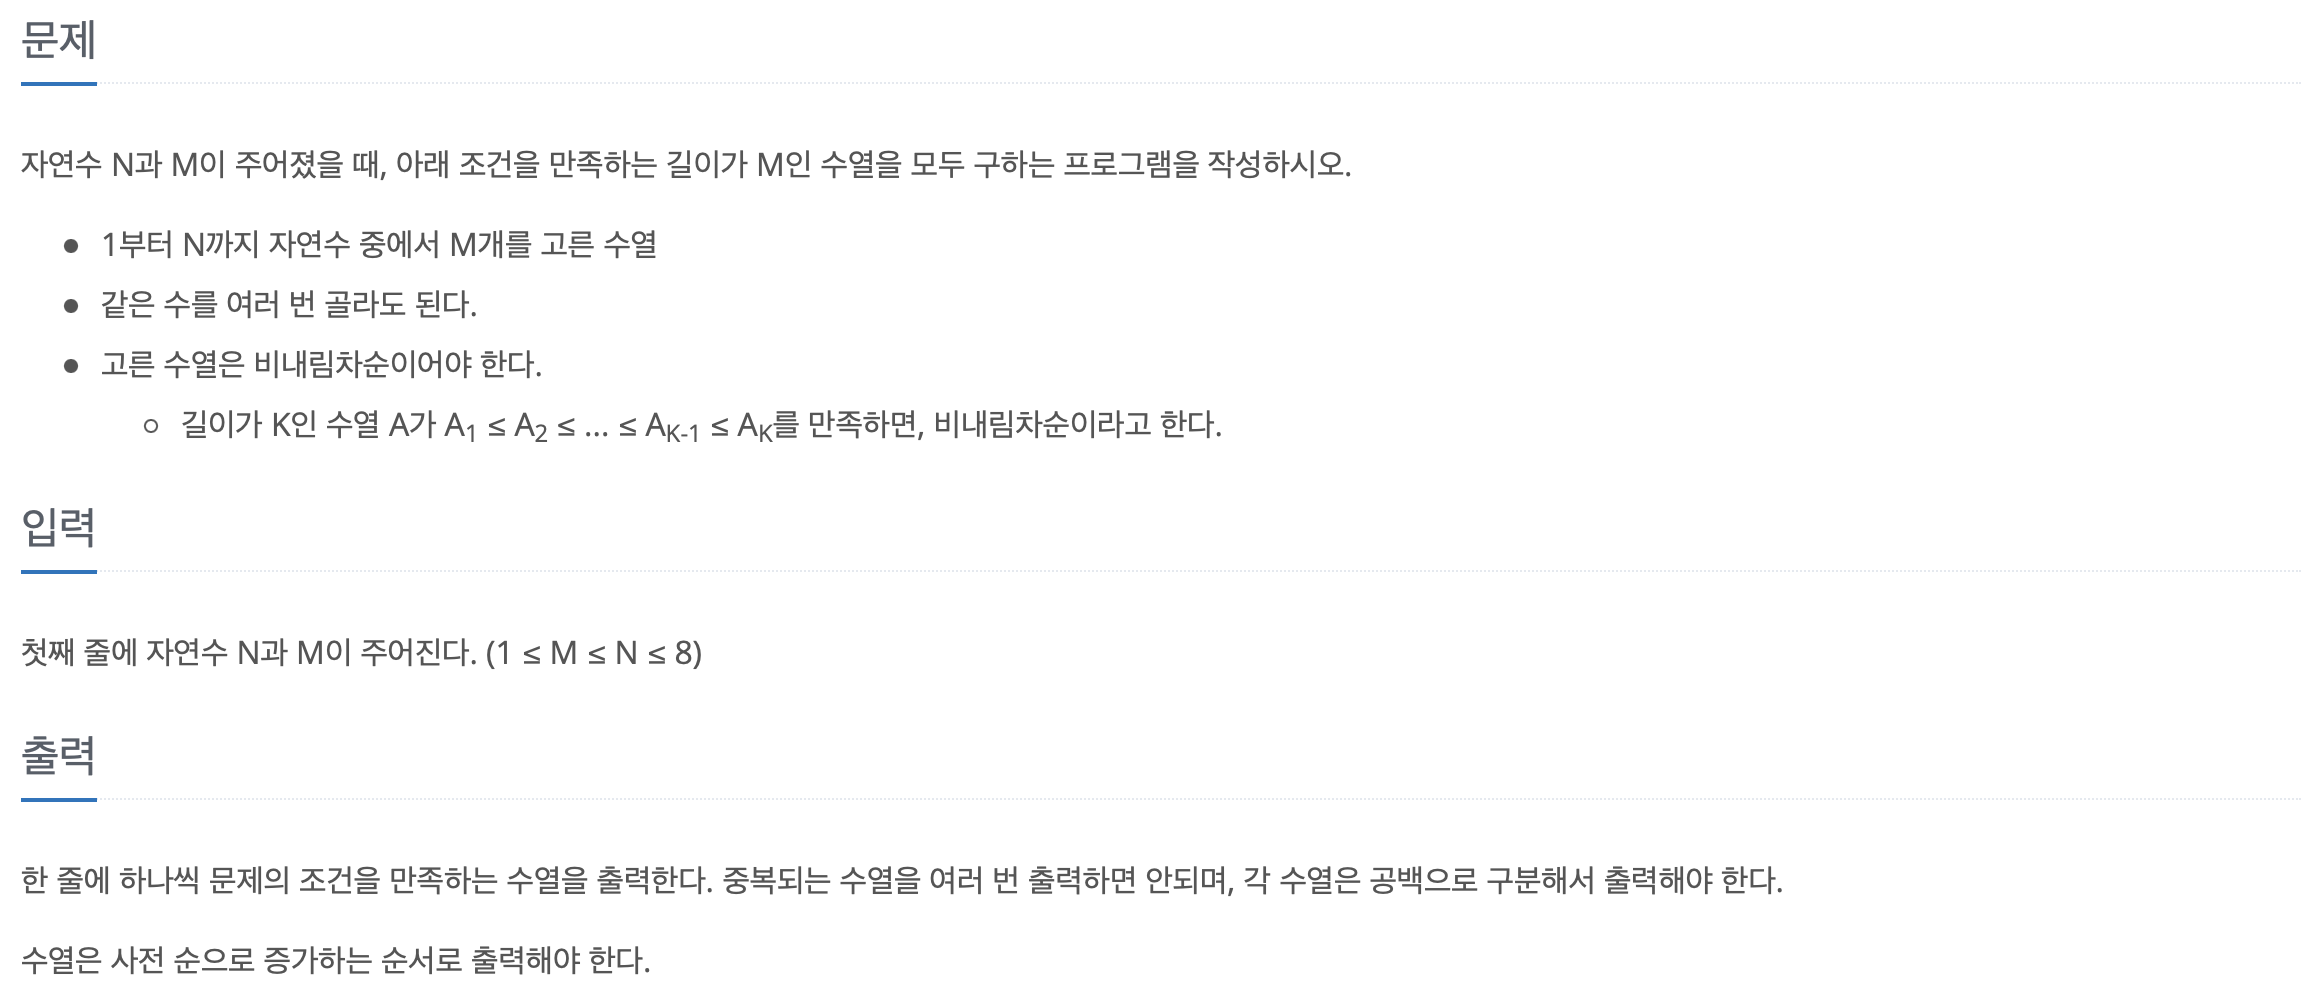 문제
자연수 N과 M이 주어졌을 때, 아래 조건을 만족하는 길이가 M인 수열을 모두 구하는 프로그램을 작성하시오.
● 1부터 N까지 자연수 중에서 M개를 고른 수열
● 같은 수를 여러 번 골라도 된다.
● 고른 수열은 비내림차순이어야 한다.
○ 길이가 K인 수열 A가 A₁ ≤ A₂ ≤ ... ≤ A_K-1 ≤ A_K를 만족하면, 비내림차순이라고 한다.
입력
첫째 줄에 자연수 N과 M이 주어진다. (1 ≤ M ≤ N ≤ 8)
출력
한 줄에 하나씩 문제의 조건을 만족하는 수열을 출력한다. 중복되는 수열을 여러 번 출력하면 안되며, 각 수열은 공백으로 구분해서 출력해야 한다.
수열은 사전 순으로 증가하는 순서로 출력해야 한다.